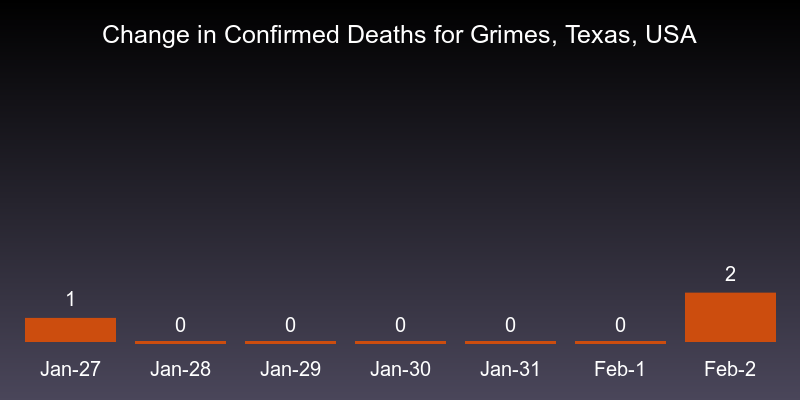 Change in Confirmed Deaths for Grimes, Texas, USA
1 0 0 0 0 0 2
Jan-27 Jan-28 Jan-29 Jan-30 Jan-31 Feb-1 Feb-2